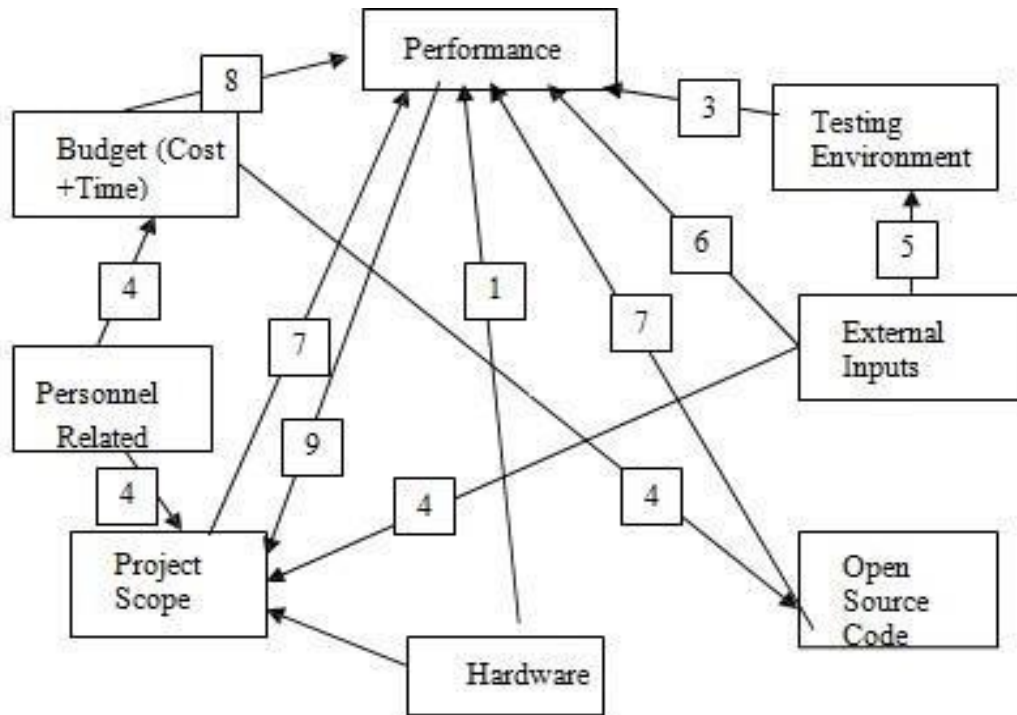 Performance
8
3
Testing
Environment
Budget (Cost
+Time)
6
5
4
1
7
7
External
Inputs
Personnel
Related
9
4
4
4
Project
Scope
Open
Source
Code
Hardware